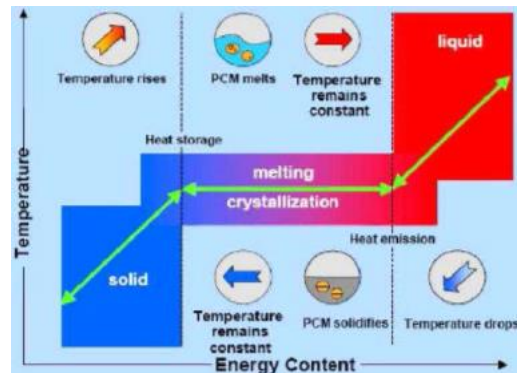 liquid
Temperature rises
PCM melts
Temperature
remains
constant
Heat storage
melting
crystallization
Heat emission
solid
Temperature
remains
constant
PCM solidifies
Temperature drops
Temperature
Energy Content